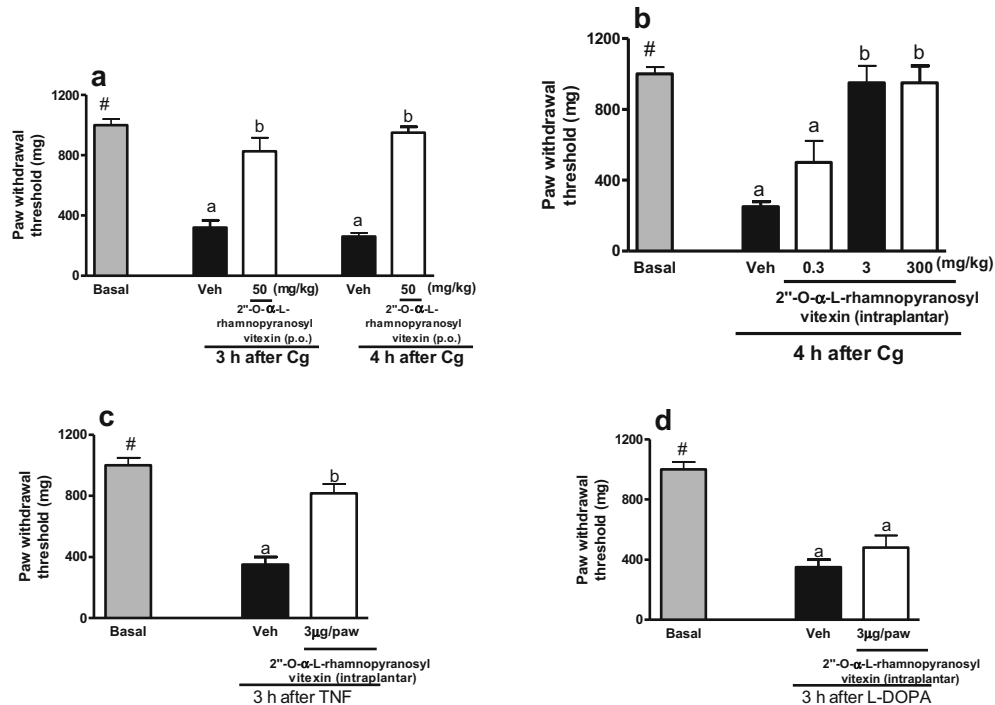 a
Paw withdrawal
threshold (mg)
1200
800
400
0
#
a
b
a
b
Basal
Veh
50 (mg/kg)
Veh
50 (mg/kg)
2"-O-α-L-
rhamnopyranosyl
vitexin (p.o.)
2"-O-α-L-
rhamnopyranosyl
vitexin (p.o.)
3 h after Cg
4 h after Cg
b
Paw withdrawal
threshold (mg)
1200
800
400
0
#
a
a
b
b
Basal
Veh
0.3
3
300 (mg/kg)
2"-O-α-L-rhamnopyranosyl
vitexin (intraplantar)
4 h after Cg
c
Paw withdrawal
threshold (mg)
1200
800
400
0
#
a
b
Basal
Veh
3µg/paw
2"-O-α-L-rhamnopyranosyl
vitexin (intraplantar)
3 h after TNF
d
Paw withdrawal
threshold (mg)
1200
800
400
0
#
a
a
Basal
Veh
3µg/paw
2"-O-α-L-rhamnopyranosyl
vitexin (intraplantar)
3 h after L-DOPA